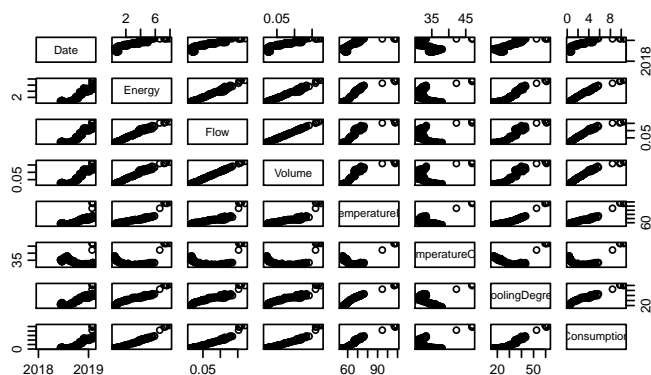 2 6
0.05
35 45
0 4 8
Date
2018
2
Energy
Flow
0.05
0.05
Volume
emperatureI
60
35
mperatureO
oolingDegre
20
0
Consumption
2018 2019
0.05
60 90
20 50